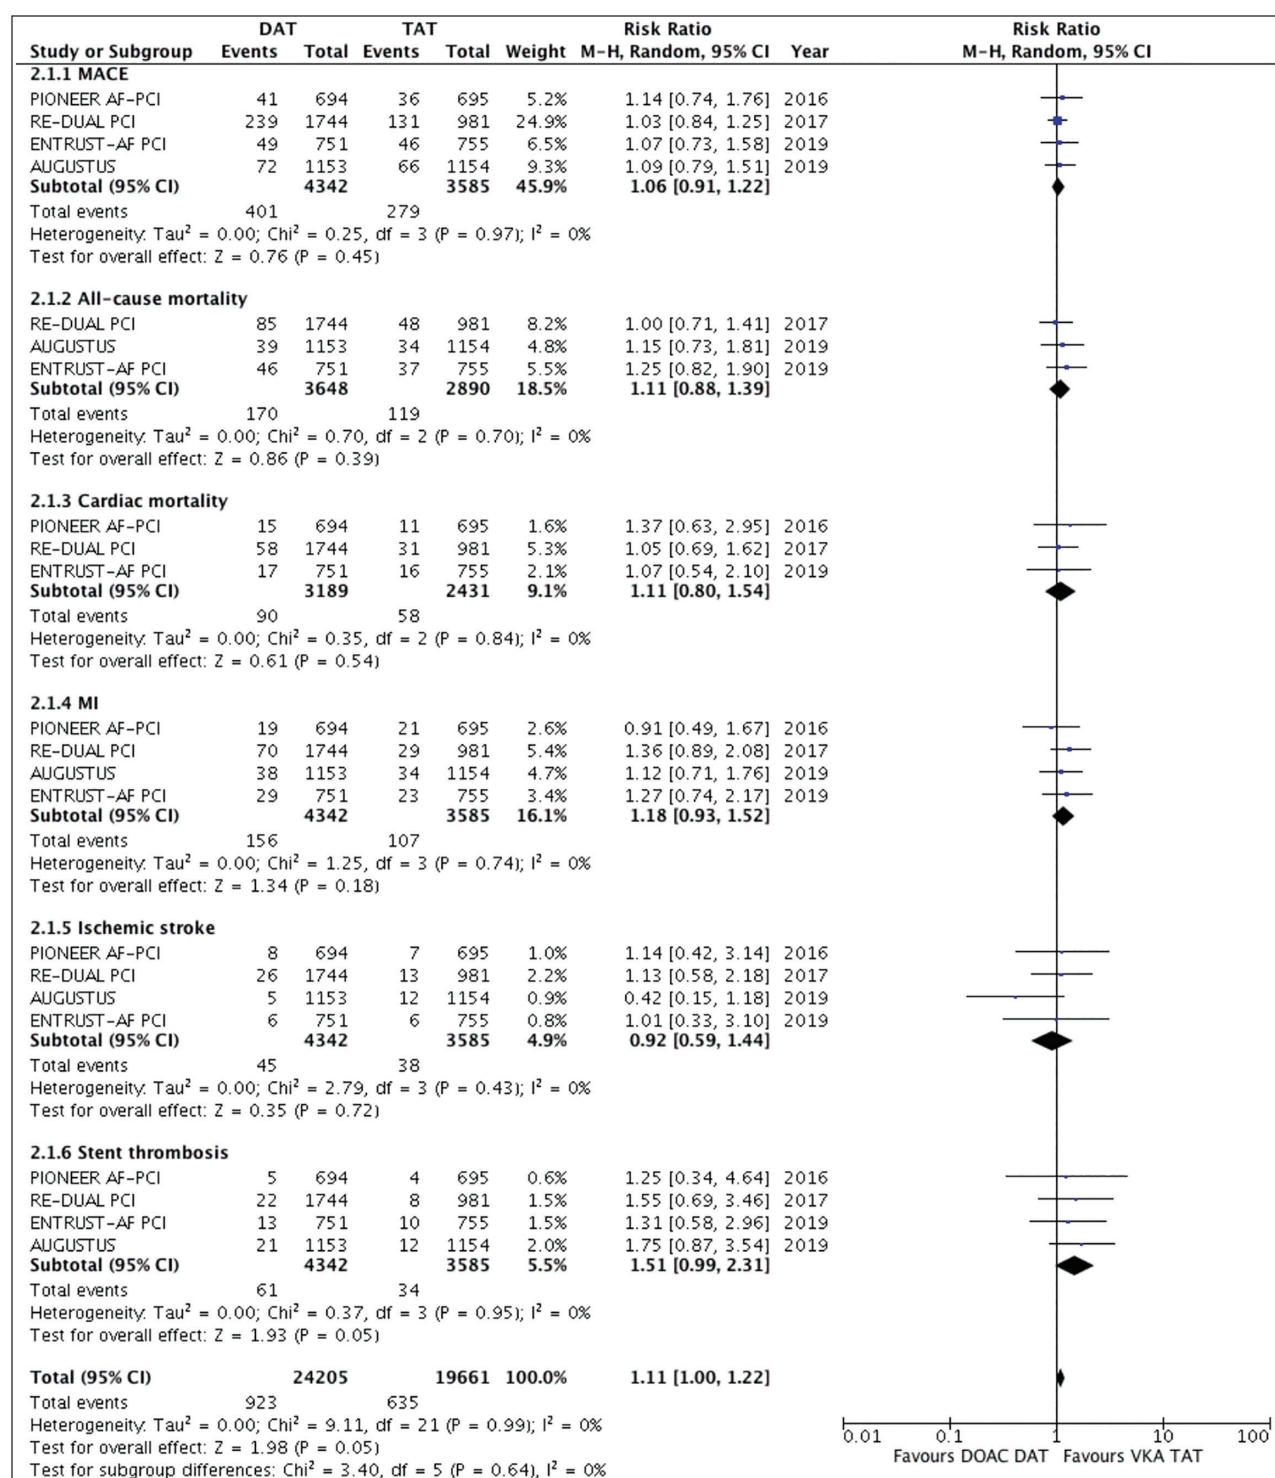 DAT TAT Risk Ratio Risk Ratio
Study or Subgroup Events Total Events Total Weight M-H, Random, 95% CI Year M-H, Random, 95% CI
2.1.1 MACE
PIONEER AF-PCI 41 694 36 695 5.2% 1.14 [0.74, 1.76] 2016
RE-DUAL PCI 239 1744 131 981 24.9% 1.03 [0.84, 1.25] 2017
ENTRUST-AF PCI 49 751 46 755 6.5% 1.07 [0.73, 1.58] 2019
AUGUSTUS 72 1153 66 1154 9.3% 1.09 [0.79, 1.51] 2019
Subtotal (95% CI) 4342 3585 45.9% 1.06 [0.91, 1.22]
Total events 401 279
Heterogeneity: Tau² = 0.00; Chi² = 0.25, df = 3 (P = 0.97); I² = 0%
Test for overall effect: Z = 0.76 (P = 0.45)
2.1.2 All-cause mortality
RE-DUAL PCI 85 1744 48 981 8.2% 1.00 [0.71, 1.41] 2017
AUGUSTUS 39 1153 34 1154 4.8% 1.15 [0.73, 1.81] 2019
ENTRUST-AF PCI 46 751 37 755 5.5% 1.25 [0.82, 1.90] 2019
Subtotal (95% CI) 3648 2890 18.5% 1.11 [0.88, 1.39]
Total events 170 119
Heterogeneity: Tau² = 0.00; Chi² = 0.70, df = 2 (P = 0.70); I² = 0%
Test for overall effect: Z = 0.86 (P = 0.39)
2.1.3 Cardiac mortality
PIONEER AF-PCI 15 694 11 695 1.6% 1.37 [0.63, 2.95] 2016
RE-DUAL PCI 58 1744 31 981 5.3% 1.05 [0.69, 1.62] 2017
ENTRUST-AF PCI 17 751 16 755 2.1% 1.07 [0.54, 2.10] 2019
Subtotal (95% CI) 3189 2431 9.1% 1.11 [0.80, 1.54]
Total events 90 58
Heterogeneity: Tau² = 0.00; Chi² = 0.35, df = 2 (P = 0.84); I² = 0%
Test for overall effect: Z = 0.61 (P = 0.54)
2.1.4 MI
PIONEER AF-PCI 19 694 21 695 2.6% 0.91 [0.49, 1.67] 2016
RE-DUAL PCI 70 1744 29 981 5.4% 1.36 [0.89, 2.08] 2017
AUGUSTUS 38 1153 34 1154 4.7% 1.12 [0.71, 1.76] 2019
ENTRUST-AF PCI 29 751 23 755 3.4% 1.27 [0.74, 2.17] 2019
Subtotal (95% CI) 4342 3585 16.1% 1.18 [0.93, 1.52]
Total events 156 107
Heterogeneity: Tau² = 0.00; Chi² = 1.25, df = 3 (P = 0.74); I² = 0%
Test for overall effect: Z = 1.34 (P = 0.18)
2.1.5 Ischemic stroke
PIONEER AF-PCI 8 694 7 695 1.0% 1.14 [0.42, 3.14] 2016
RE-DUAL PCI 26 1744 13 981 2.2% 1.13 [0.58, 2.18] 2017
AUGUSTUS 5 1153 12 1154 0.9% 0.42 [0.15, 1.18] 2019
ENTRUST-AF PCI 6 751 6 755 0.8% 1.01 [0.33, 3.10] 2019
Subtotal (95% CI) 4342 3585 4.9% 0.92 [0.59, 1.44]
Total events 45 38
Heterogeneity: Tau² = 0.00; Chi² = 2.79, df = 3 (P = 0.43); I² = 0%
Test for overall effect: Z = 0.35 (P = 0.72)
2.1.6 Stent thrombosis
PIONEER AF-PCI 5 694 4 695 0.6% 1.25 [0.34, 4.64] 2016
RE-DUAL PCI 22 1744 8 981 1.5% 1.55 [0.69, 3.46] 2017
ENTRUST-AF PCI 13 751 10 755 1.5% 1.31 [0.58, 2.96] 2019
AUGUSTUS 21 1153 12 1154 2.0% 1.75 [0.87, 3.54] 2019
Subtotal (95% CI) 4342 3585 5.5% 1.51 [0.99, 2.31]
Total events 61 34
Heterogeneity: Tau² = 0.00; Chi² = 0.37, df = 3 (P = 0.95); I² = 0%
Test for overall effect: Z = 1.93 (P = 0.05)
Total (95% CI) 24205 19661 100.0% 1.11 [1.00, 1.22]
Total events 923 635
Heterogeneity: Tau² = 0.00; Chi² = 9.11, df = 21 (P = 0.99); I² = 0%
Test for overall effect: Z = 1.98 (P = 0.05)
Test for subgroup differences: Chi² = 3.40, df = 5 (P = 0.64), I² = 0%
0.01 0.1 1 10 100
Favours DOAC DAT Favours VKA TAT